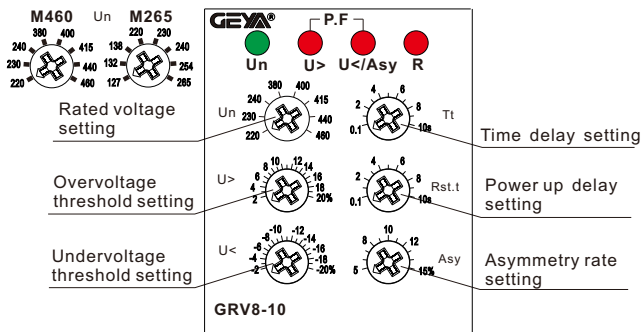 M460 Un M265
380 400
240 415
230 440
220 460
220 230
138 240
132 254
127 265
GEYA®
P.F
Un U> U</Asy R
Rated voltage
setting
Un
380 400
240 415
230 440
220 460
4 6
2 8
0.1 10s
Tt
Time delay setting
Overvoltage
threshold setting
U>
10 12
8 14
6 16
4 18
2 20%
4 6
2 8
0.1 10s
Rst.t
Power up delay
setting
Undervoltage
threshold setting
U<
-10 -12
-8 -14
-6 -16
-4 -18
-2 -20%
10
8 12
5 15%
Asy
Asymmetry rate
setting
GRV8-10